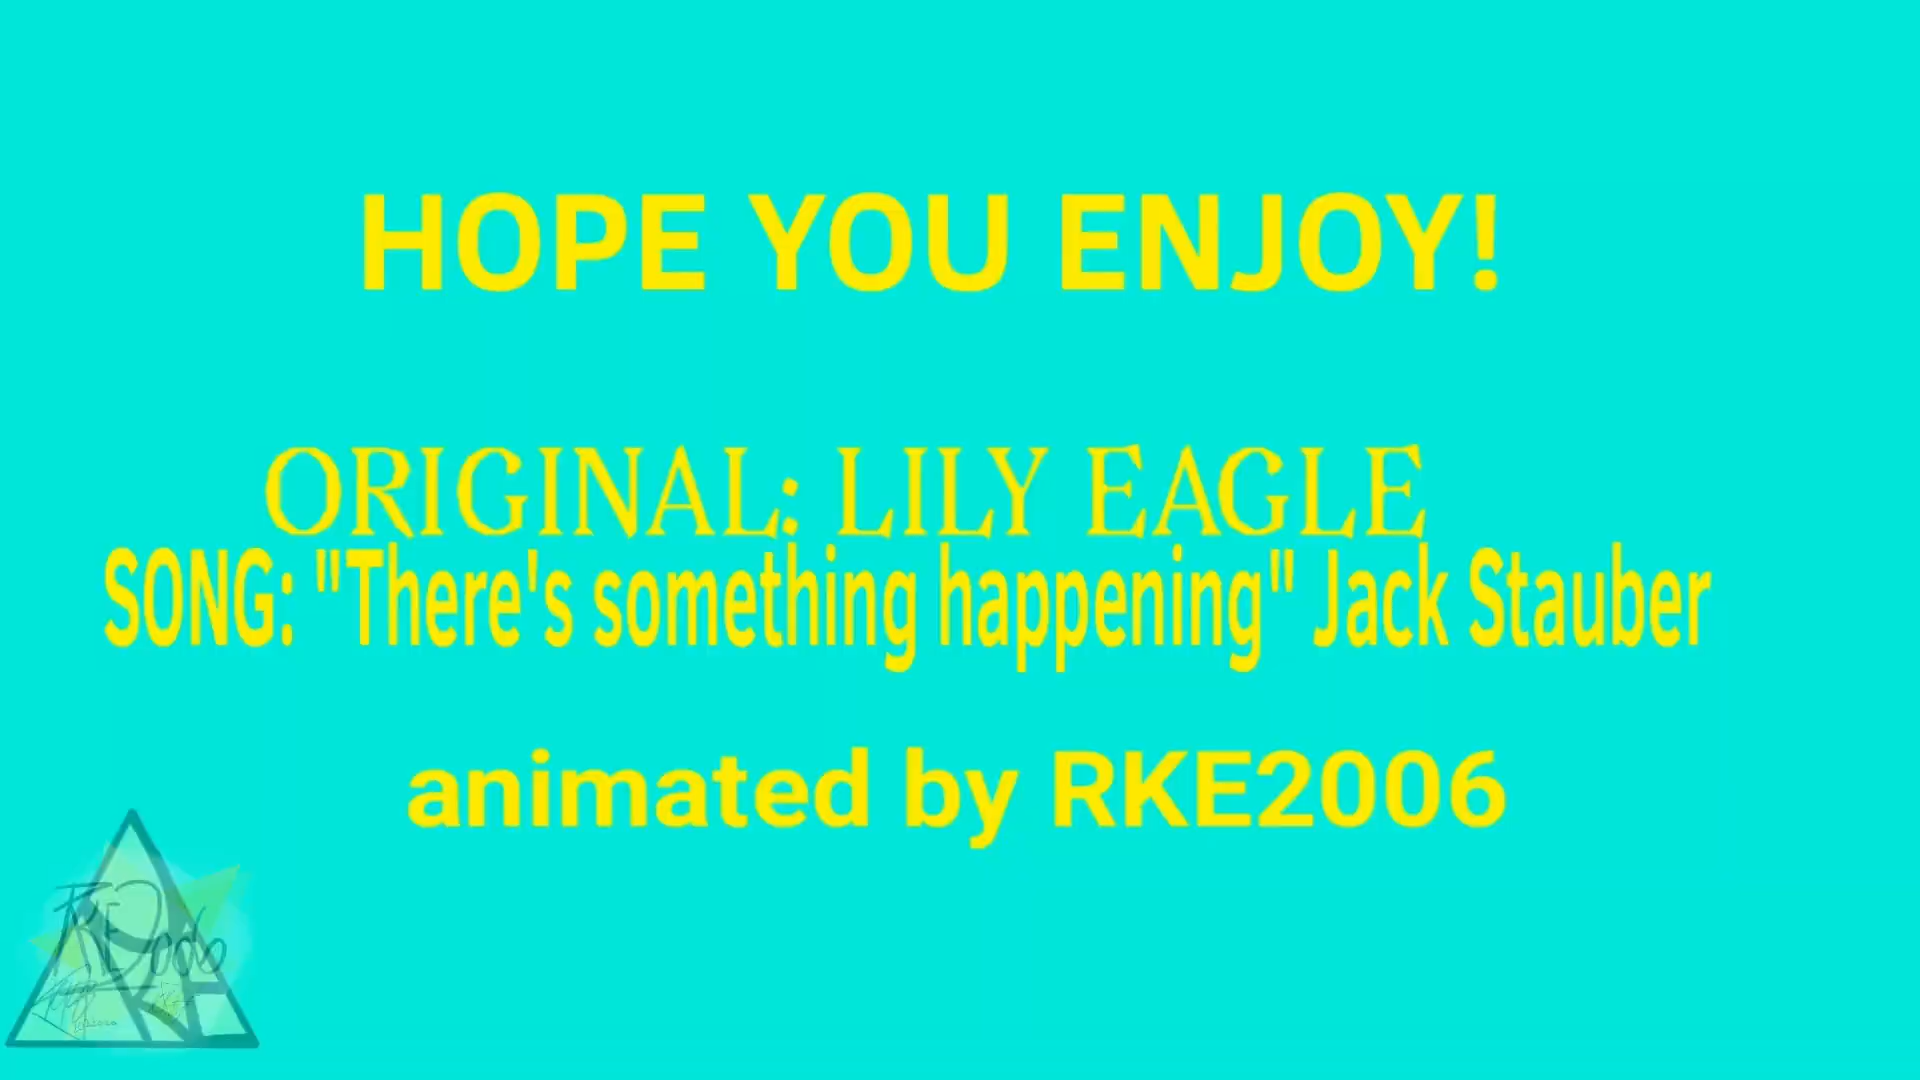 HOPE YOU ENJOY!
ORIGINAL: LILY EAGLE
SONG: "There's something happening" Jack Stauber
animated by RKE2006